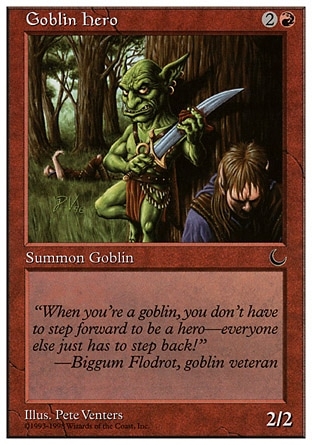 Goblin Hero 2
Summon Goblin
"When you're a goblin, you don't have
to step forward to be a hero—everyone
else just has to step back!"
—Biggum Flodrot, goblin veteran
Illus. Pete Venters
2/2